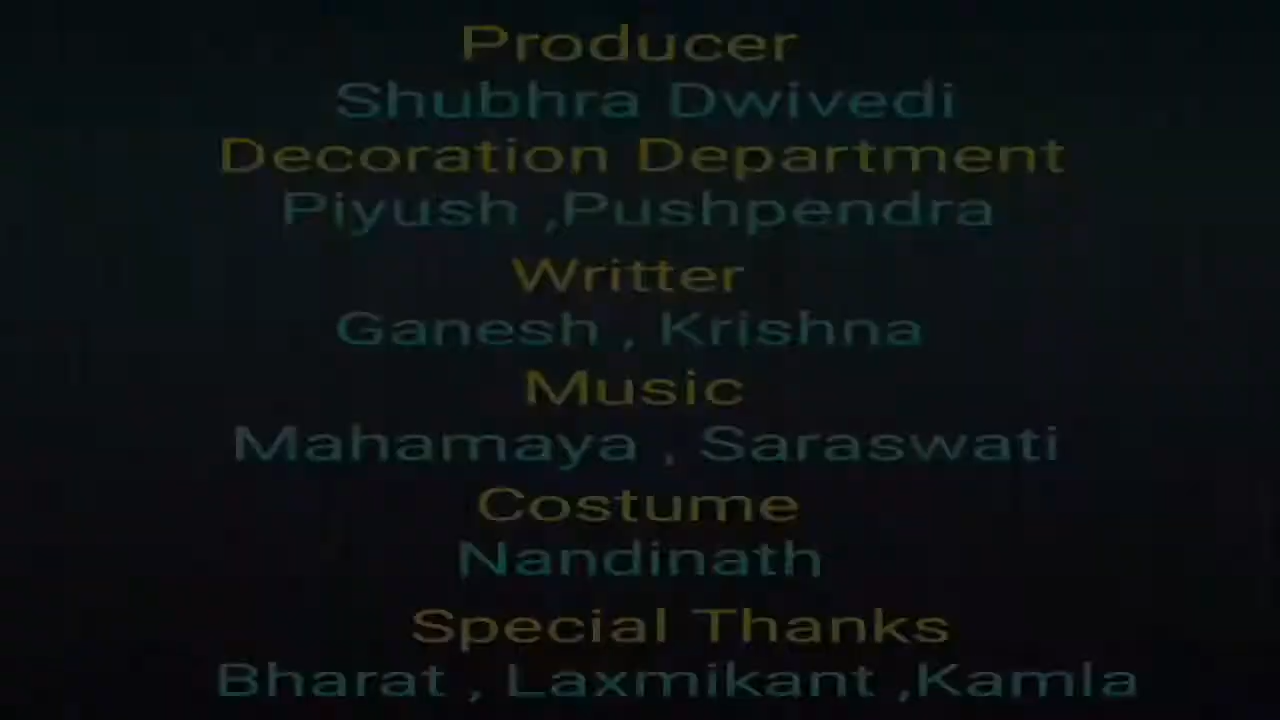 Producer
Shubhra Dwivedi
Decoration Department
Piyush ,Pushpendra
Writter
Ganesh , Krishna
Music
Mahamaya , Saraswati
Costume
Nandinath
Special Thanks
Bharat , Laxmikant ,Kamla